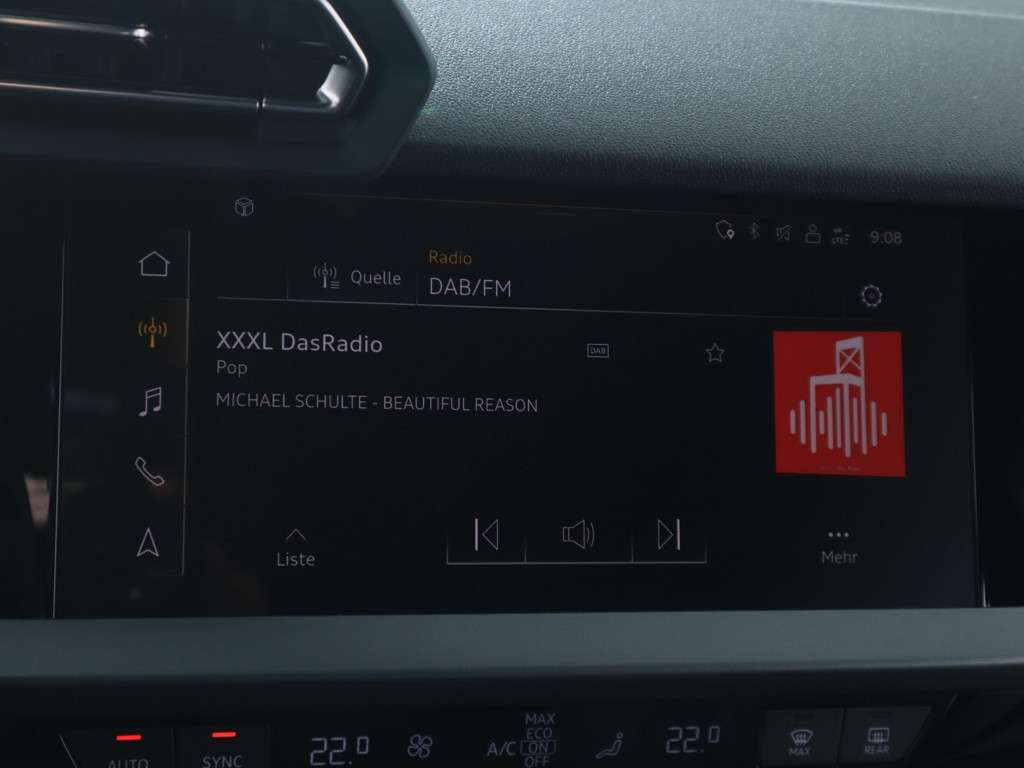 LTE
9:08
Quelle
Radio
DAB/FM
XXXL DasRadio
DAB
Pop
MICHAEL SCHULTE - BEAUTIFUL REASON
Liste
Mehr
AUTO
SYNC
22.0
A/C
MAX
ECO
ON
OFF
22.0
MAX
REAR